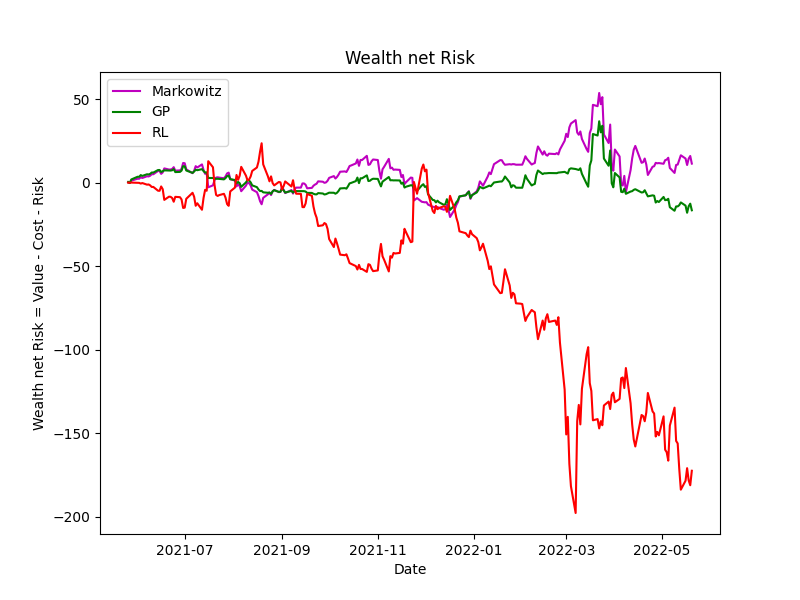 Wealth net Risk
Markowitz
GP
RL
Wealth net Risk = Value - Cost - Risk
50
0
−50
−100
−150
−200
2021-07
2021-09
2021-11
2022-01
2022-03
2022-05
Date